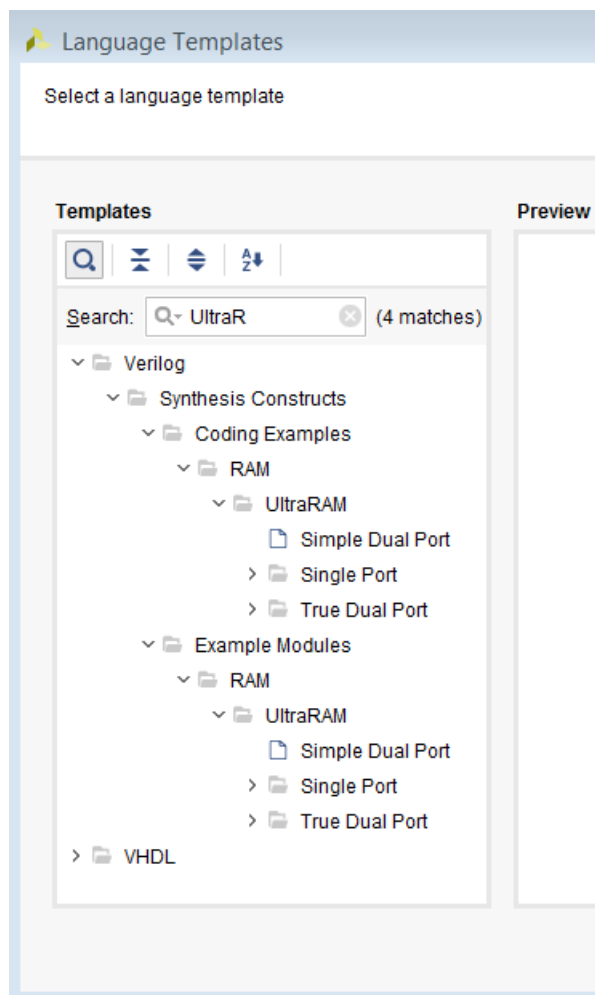 Language Templates
Select a language template
Templates
Preview
A
Z
Search: UltraR (4 matches)
Verilog
Synthesis Constructs
Coding Examples
RAM
UltraRAM
Simple Dual Port
Single Port
True Dual Port
Example Modules
RAM
UltraRAM
Simple Dual Port
Single Port
True Dual Port
VHDL